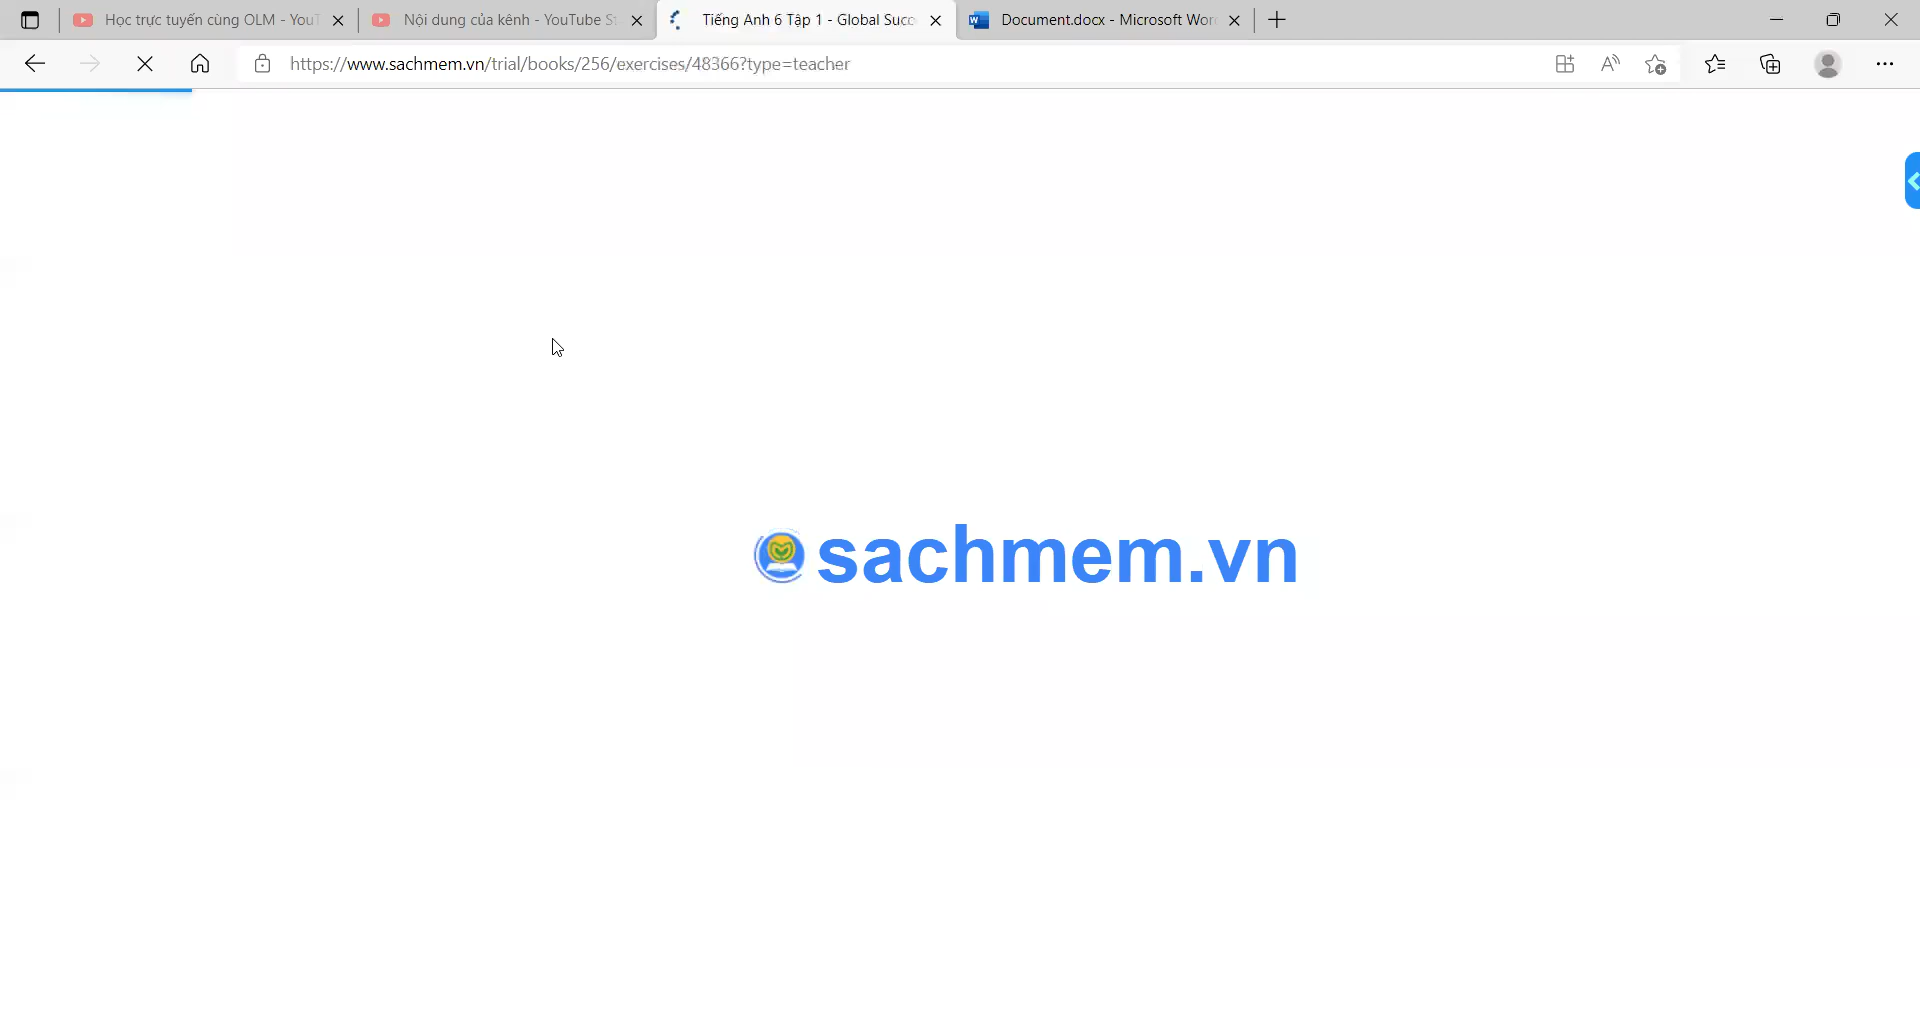 Học trực tuyến cùng OLM - YouT
Nội dung của kênh - YouTube S
Tiếng Anh 6 Tập 1 - Global Succ
Document.docx - Microsoft Wor
https://www.sachmem.vn/trial/books/256/exercises/48366?type=teacher
sachmem.vn